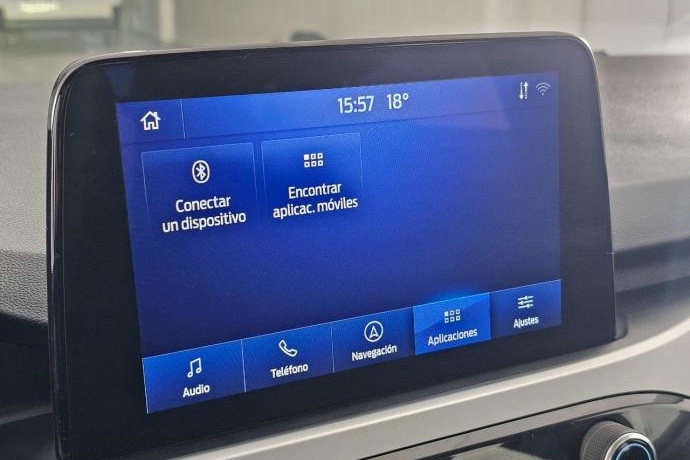 15:57 18°
Conectar
un dispositivo
Encontrar
aplicac. móviles
Audio
Teléfono
Navegación
Aplicaciones
Ajustes